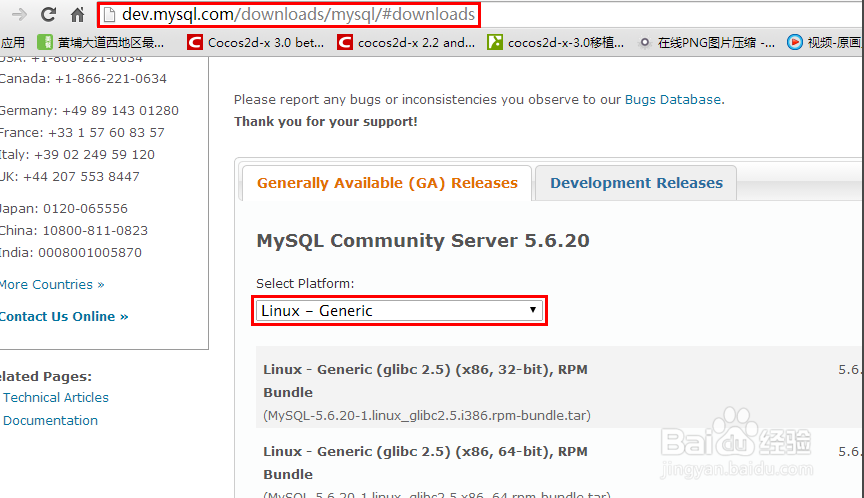 dev.mysql.com/downloads/mysql/#downloads
应用 黄埔大道西地区最... Cocos2d-x 3.0 bet... cocos2d-x 2.2 and... cocos2d-x-3.0移植... 在线PNG图片压缩 -... 视频-原画
USA: +1-866-221-0634
Canada: +1-866-221-0634
Germany: +49 89 143 01280
France: +33 1 57 60 83 57
Italy: +39 02 249 59 120
UK: +44 207 553 8447
Japan: 0120-065556
China: 10800-811-0823
India: 0008001005870
More Countries »
Contact Us Online »
elated Pages:
Technical Articles
Documentation
Please report any bugs or inconsistencies you observe to our Bugs Database.
Thank you for your support!
Generally Available (GA) Releases
Development Releases
MySQL Community Server 5.6.20
Select Platform:
Linux - Generic
Linux - Generic (glibc 2.5) (x86, 32-bit), RPM 5.6.
Bundle
(MySQL-5.6.20-1.linux_glibc2.5.i386.rpm-bundle.tar)
Linux - Generic (glibc 2.5) (x86, 64-bit), RPM 5.6.
Bundle
(MySQL-5.6.20-1.linux_glibc2.5.x86_64.rpm-bundle.tar)
Baidu经验
jingyan.baidu.com